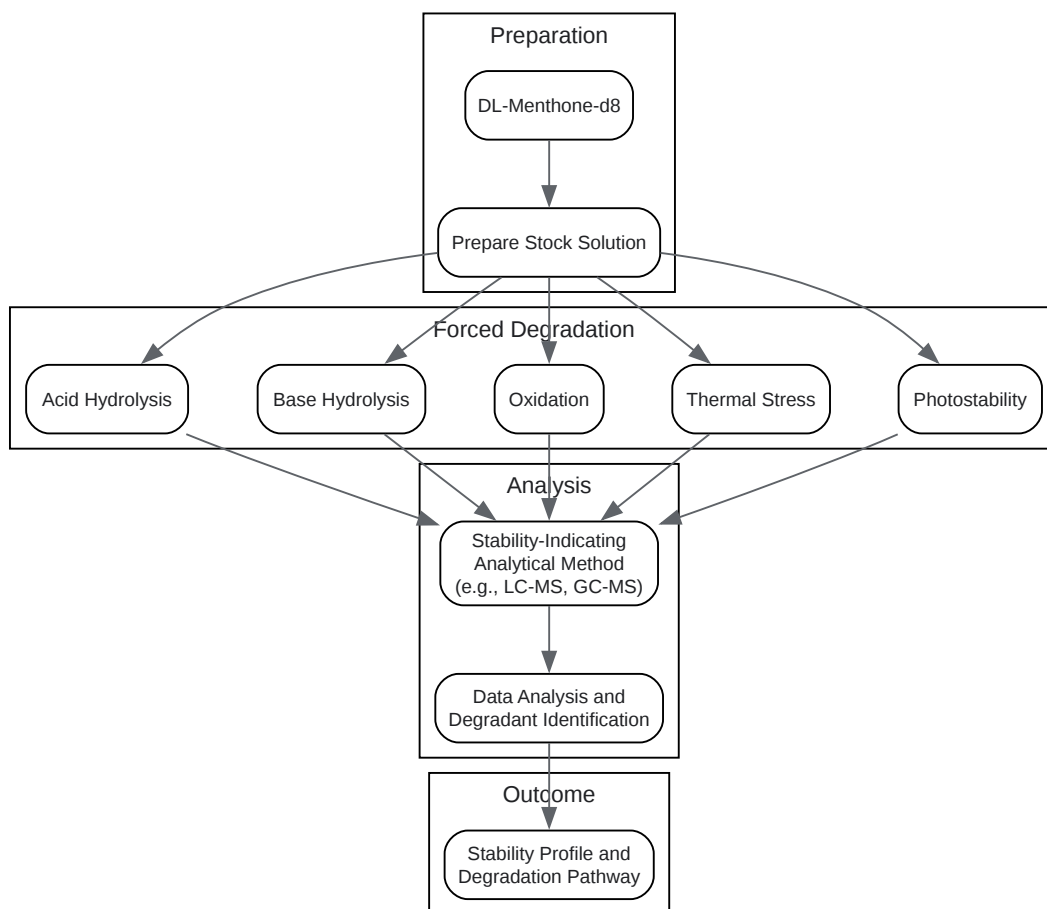 Preparation
DL-Menthone-d8
Prepare Stock Solution
Forced Degradation
Acid Hydrolysis
Base Hydrolysis
Oxidation
Thermal Stress
Photostability
Analysis
Stability-Indicating
Analytical Method
(e.g., LC-MS, GC-MS)
Data Analysis and
Degradant Identification
Outcome
Stability Profile and
Degradation Pathway